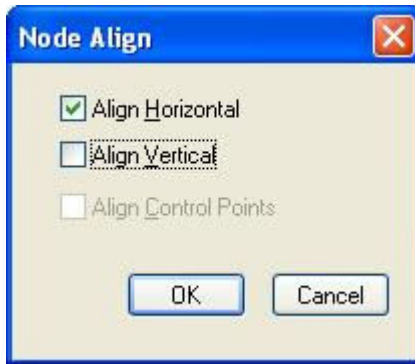 Node Align
Align Horizontal
Align Vertical
Align Control Points
OK Cancel